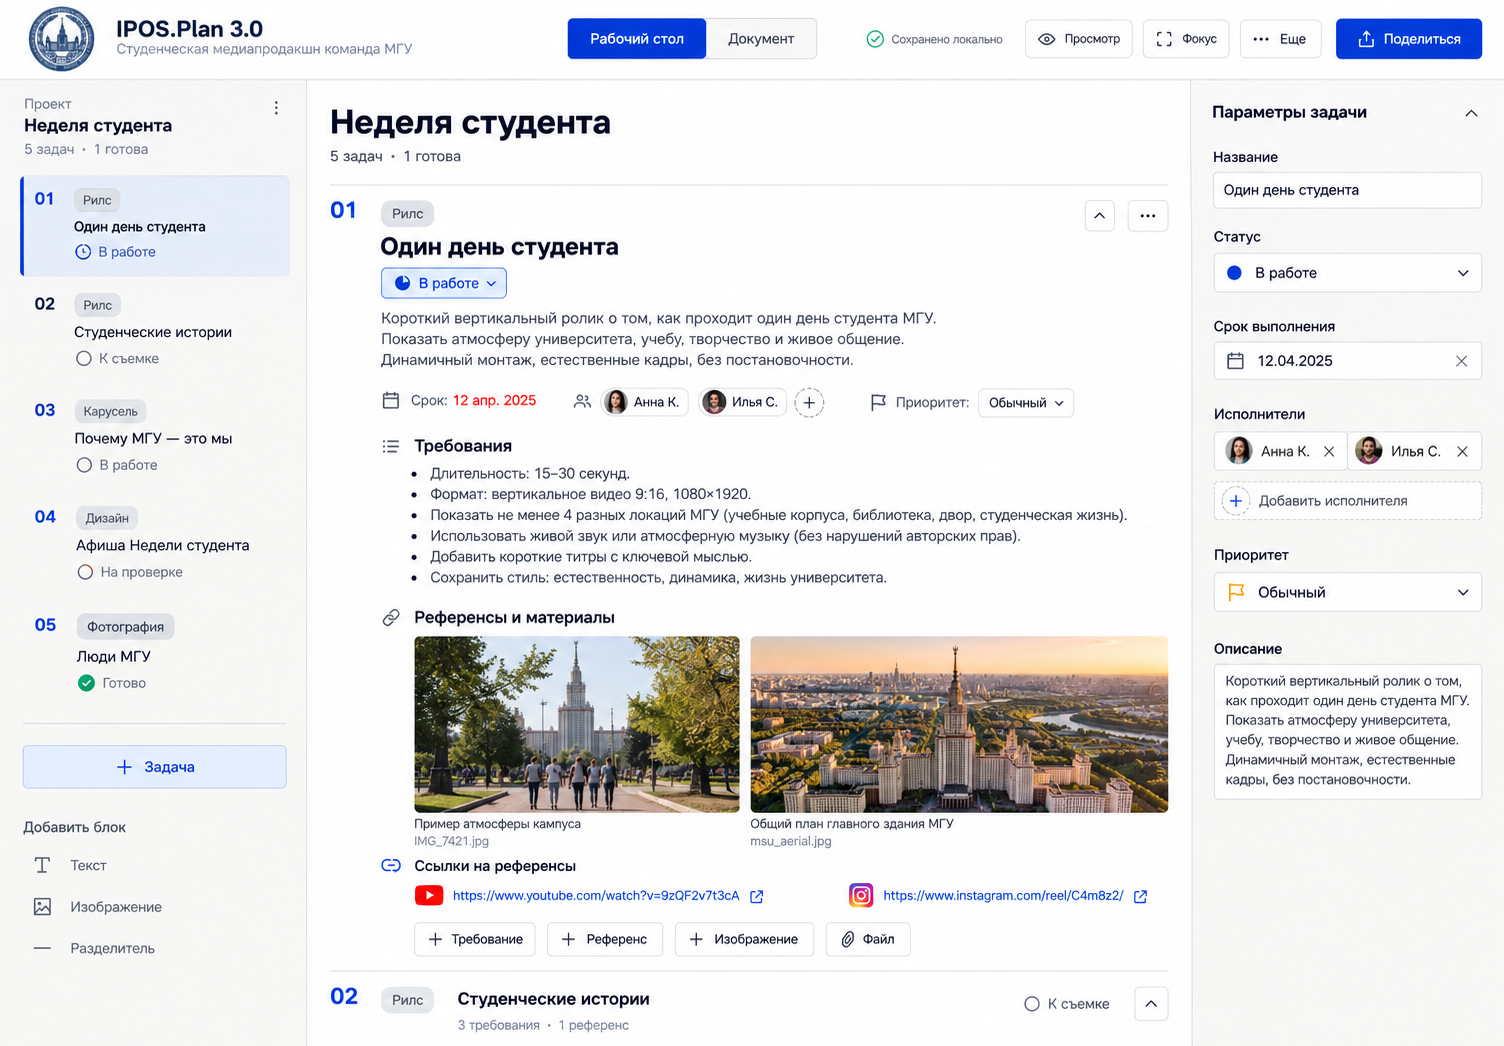 IPOS.Plan 3.0
Студенческая медиапродакшн команда МГУ
Рабочий стол
Документ
Сохранено локально
Просмотр
Фокус
Еще
Поделиться
Проект
Неделя студента
5 задач • 1 готова
01 Рилс
Один день студента
В работе
02 Рилс
Студенческие истории
К съемке
03 Карусель
Почему МГУ — это мы
В работе
04 Дизайн
Афиша Недели студента
На проверке
05 Фотография
Люди МГУ
Готово
+ Задача
Добавить блок
Текст
Изображение
Разделитель
Неделя студента
5 задач • 1 готова
01 Рилс
Один день студента
В работе
Короткий вертикальный ролик о том, как проходит один день студента МГУ.
Показать атмосферу университета, учебу, творчество и живое общение.
Динамичный монтаж, естественные кадры, без постановочности.
Срок: 12 апр. 2025
Анна К.
Илья С.
Приоритет: Обычный
Требования
• Длительность: 15–30 секунд.
• Формат: вертикальное видео 9:16, 1080×1920.
• Показать не менее 4 разных локаций МГУ (учебные корпуса, библиотека, двор, студенческая жизнь).
• Использовать живой звук или атмосферную музыку (без нарушений авторских прав).
• Добавить короткие титры с ключевой мыслью.
• Сохранить стиль: естественность, динамика, жизнь университета.
Референсы и материалы
Пример атмосферы кампуса
IMG_7421.jpg
Общий план главного здания МГУ
msu_aerial.jpg
Ссылки на референсы
https://www.youtube.com/watch?v=9zQF2v7t3cA
https://www.instagram.com/reel/C4m8z2/
+ Требование
+ Референс
+ Изображение
Файл
02 Рилс Студенческие истории
3 требования • 1 референс
К съемке
Параметры задачи
Название
Один день студента
Статус
В работе
Срок выполнения
12.04.2025
Исполнители
Анна К.
Илья С.
+ Добавить исполнителя
Приоритет
Обычный
Описание
Короткий вертикальный ролик о том,
как проходит один день студента МГУ.
Показать атмосферу университета,
учебу, творчество и живое общение.
Динамичный монтаж, естественные
кадры, без постановочности.